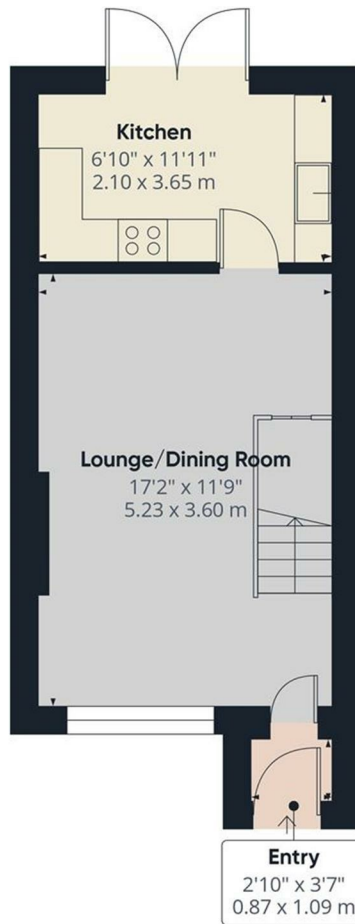 Kitchen
6'10" x 11'11"
2.10 x 3.65 m
Lounge/Dining Room
17'2" x 11'9"
5.23 x 3.60 m
Entry
2'10" x 3'7"
0.87 x 1.09 m